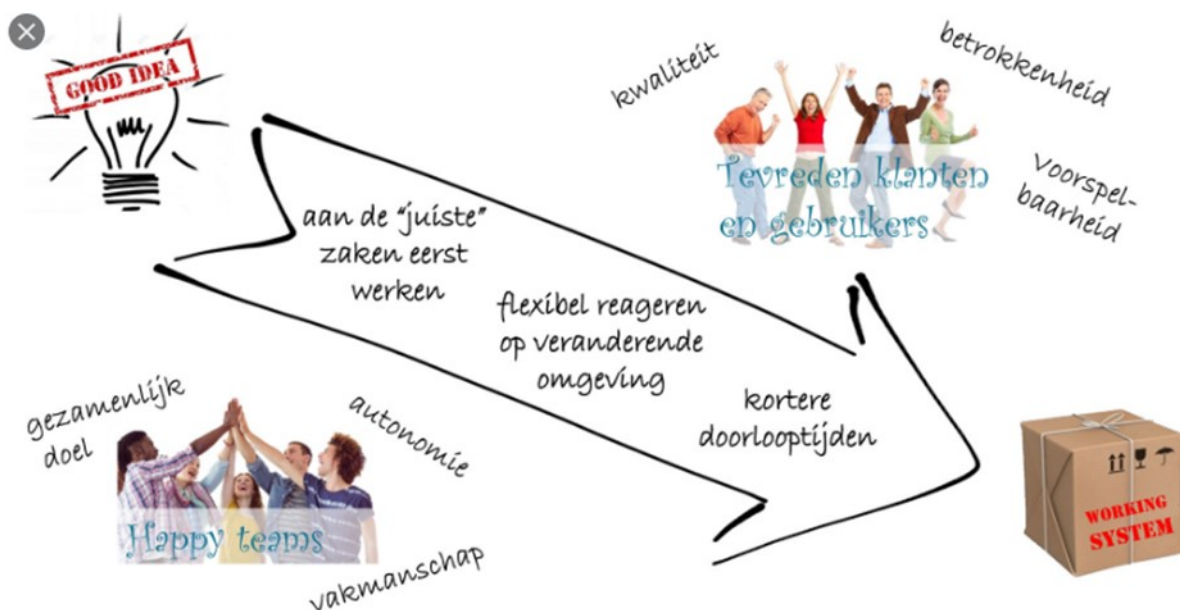 GOOD IDEA
aan de "juiste"
zaken eerst
werken
flexibel reageren
op veranderende
omgeving
kortere
doorlooptijden
kwaliteit
betrokkenheid
Tevreden klanten
en gebruikers
voorspel-
baarheid
gezamenlijk
doel
autonomie
Happy teams
vakmanschap
WORKING
SYSTEM